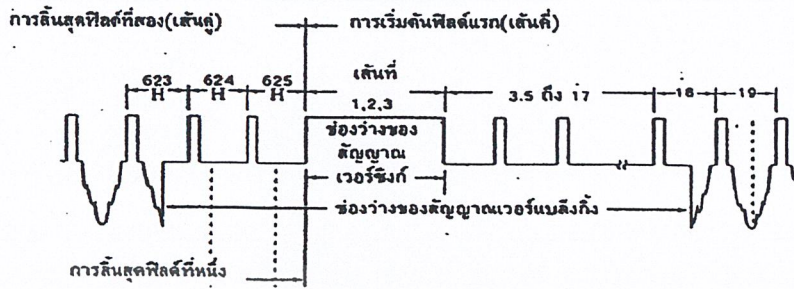 การสิ้นสุดฟิลด์ที่สอง(เส้นคู่)
การเริ่มต้นฟิลด์แรก(เส้นคี่)
623
H
624
H
625
H
เส้นที่
1,2,3
3.5 ถึง 17
18
19
ช่องว่างของ
สัญญาณ
เวอร์ซิงก์
ช่องว่างของสัญญาณเวอร์แบลงกิ้ง
การสิ้นสุดฟิลด์ที่หนึ่ง